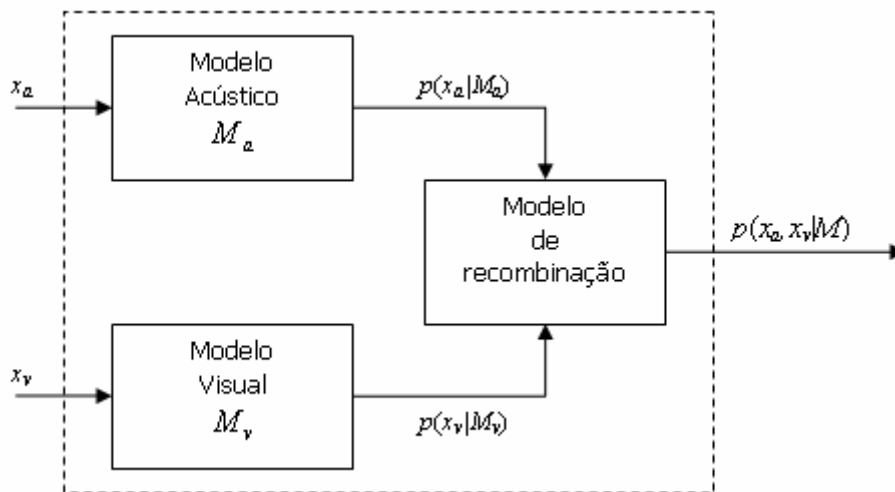 x_a
Modelo
Acústico
M_a
p(x_a|M_a)
Modelo
de
recombinação
p(x_a, x_v|M)
x_v
Modelo
Visual
M_v
p(x_v|M_v)